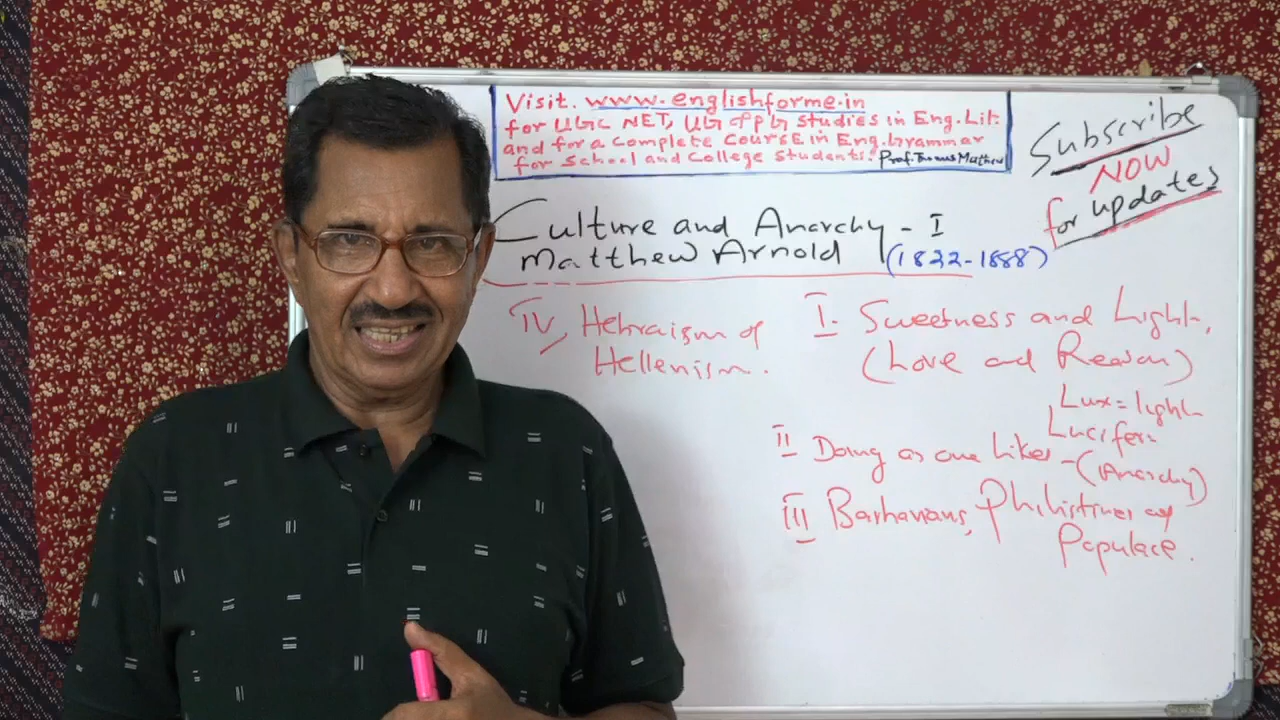 Visit. www.englishforme.in
for UGC NET, UG & PG studies in Eng. Lit.
and for a Complete Course in Eng. Grammar
for School and College Students. Prof. Thomas Mathew
Subscribe
NOW
for updates
Culture and Anarchy - I
Matthew Arnold (1822-1888)
I. Sweetness and Light,
(Love and Reason)
Lux = light
Lucifer-
II Doing as one likes - (Anarchy)
III Barbarians, Philistines and
Populace.
IV, Hebraism of
Hellenism.